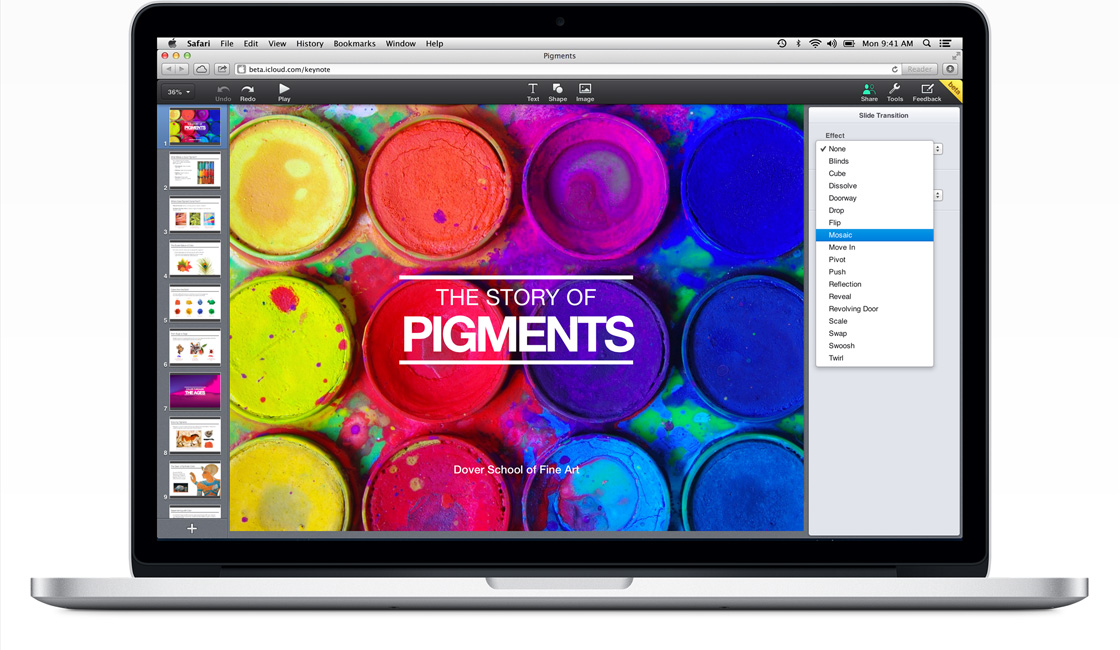 Safari File Edit View History Bookmarks Window Help Mon 9:41 AM
Pigments
beta.icloud.com/keynote Reader
36% Undo Redo Play Text Shape Image Share Tools Feedback beta
Slide Transition
Effect
None
Blinds
Cube
Dissolve
Doorway
Drop
Flip
Mosaic
Move In
Pivot
Push
Reflection
Reveal
Revolving Door
Scale
Swap
Swoosh
Twirl
THE STORY OF
PIGMENTS
Dover School of Fine Art
1
2
3
4
5
6
7
THE AGES
8
9